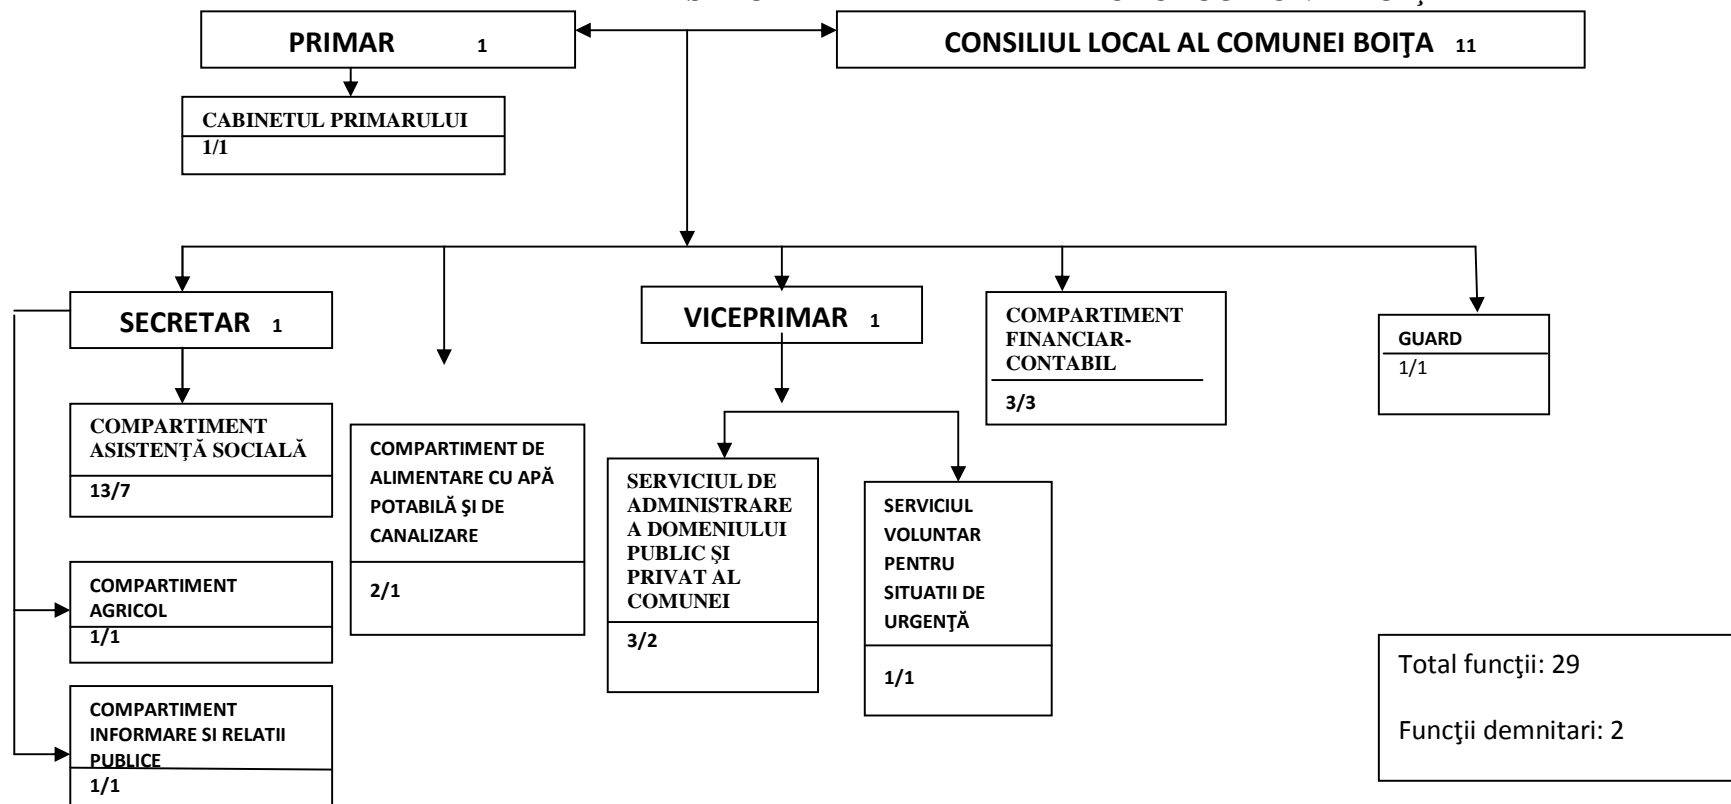 PRIMAR 1
CONSILIUL LOCAL AL COMUNEI BOIŢA 11
CABINETUL PRIMARULUI
1/1
SECRETAR 1
VICEPRIMAR 1
COMPARTIMENT
FINANCIAR-
CONTABIL
3/3
GUARD
1/1
COMPARTIMENT
ASISTENŢĂ SOCIALĂ
13/7
COMPARTIMENT DE
ALIMENTARE CU APĂ
POTABILĂ ŞI DE
CANALIZARE
2/1
SERVICIUL DE
ADMINISTRARE
A DOMENIULUI
PUBLIC ŞI
PRIVAT AL
COMUNEI
3/2
SERVICIUL
VOLUNTAR
PENTRU
SITUATII DE
URGENŢĂ
1/1
COMPARTIMENT
AGRICOL
1/1
COMPARTIMENT
INFORMARE SI RELATII
PUBLICE
1/1
Total funcţii: 29
Funcţii demnitari: 2